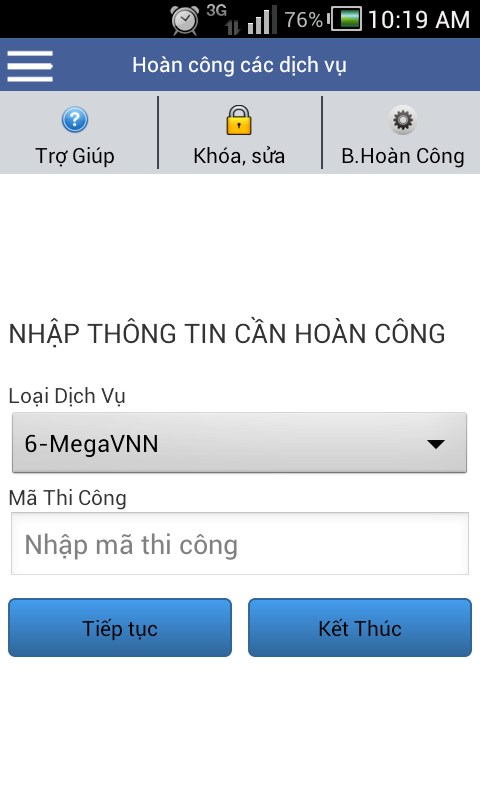 3G 76% 10:19 AM
Hoàn công các dịch vụ
Trợ Giúp Khóa, sửa B.Hoàn Công
NHẬP THÔNG TIN CẦN HOÀN CÔNG
Loại Dịch Vụ
6-MegaVNN
Mã Thi Công
Nhập mã thi công
Tiếp tục Kết Thúc